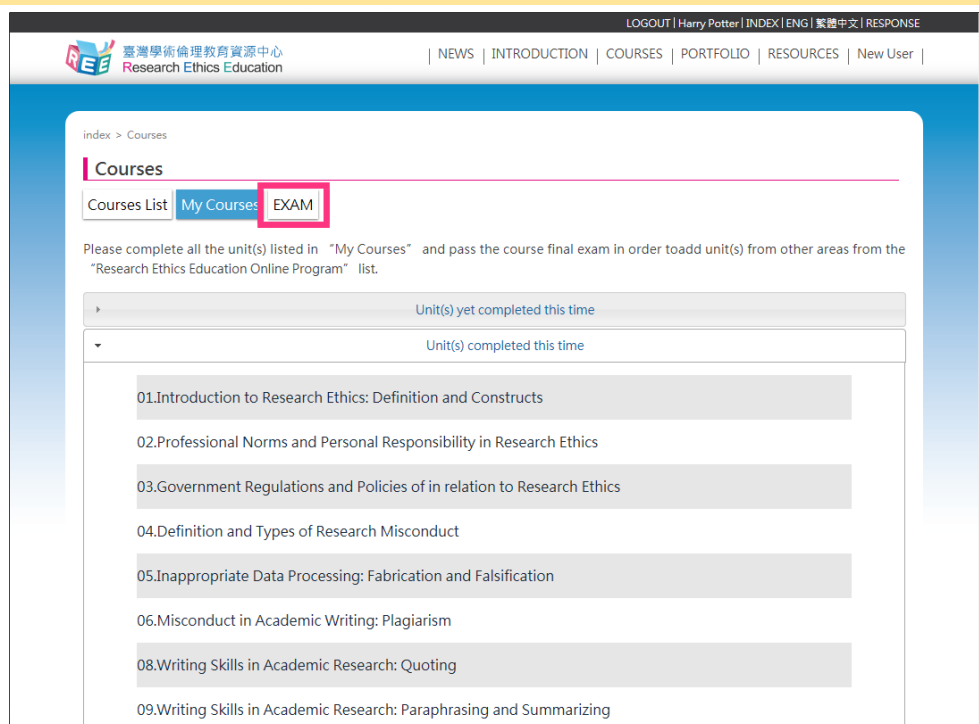 LOGOUT | Harry Potter | INDEX | ENG | 繁體中文 | RESPONSE
REE
臺灣學術倫理教育資源中心
Research Ethics Education
| NEWS | INTRODUCTION | COURSES | PORTFOLIO | RESOURCES | New User |
index > Courses
Courses
Courses List My Courses EXAM
Please complete all the unit(s) listed in “My Courses” and pass the course final exam in order toadd unit(s) from other areas from the
“Research Ethics Education Online Program” list.
Unit(s) yet completed this time
Unit(s) completed this time
01.Introduction to Research Ethics: Definition and Constructs
02.Professional Norms and Personal Responsibility in Research Ethics
03.Government Regulations and Policies of in relation to Research Ethics
04.Definition and Types of Research Misconduct
05.Inappropriate Data Processing: Fabrication and Falsification
06.Misconduct in Academic Writing: Plagiarism
08.Writing Skills in Academic Research: Quoting
09.Writing Skills in Academic Research: Paraphrasing and Summarizing